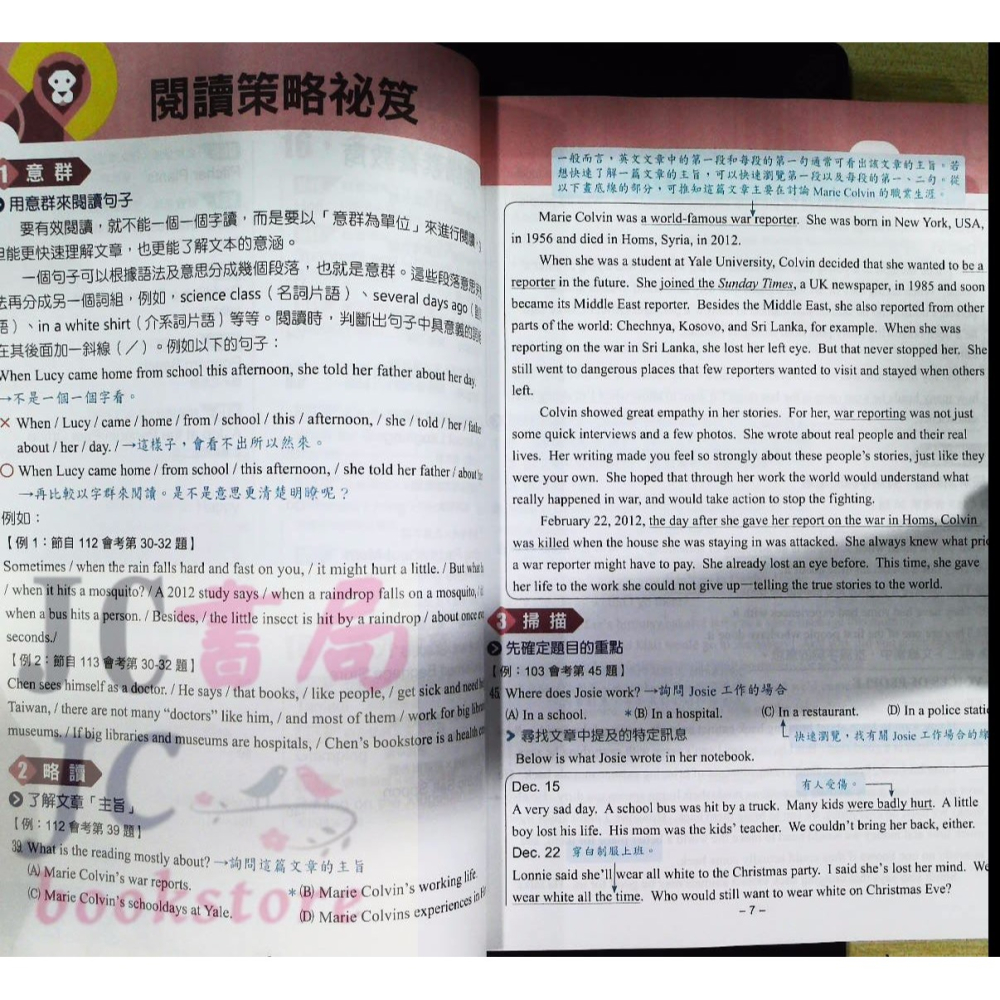 閱讀策略祕笈
1 意群
用意群來閱讀句子
要有效閱讀，就不能一個一個字讀，而是要以「意群為單位」來進行閱讀，
但能更快速理解文章，也更能了解文本的意涵。
一個句子可以根據語法及意思分成幾個段落，也就是意群。這些段落意思
法再分成另一個詞組，例如，science class（名詞片語）、several days ago（
語）、in a white shirt（介系詞片語）等等。閱讀時，判斷出句子中具意義的
在其後面加一斜線（／）。例如以下的句子：
When Lucy came home from school this afternoon, she told her father about her day.
→不是一個一個字看。
✕ When / Lucy / came / home / from / school / this / afternoon, / she / told / her /
about / her / day. / →這樣子，會看不出所以然來。
○ When Lucy came home / from school / this afternoon, / she told her father / about
→再比較以字群來閱讀。是不是意思更清楚明瞭呢？
例如：
【例 1：節自 112 會考第 30-32 題】
Sometimes / when the rain falls hard and fast on you, / it might hurt a little. / But what
/ when it hits a mosquito? / A 2012 study says / when a raindrop falls on a mosquito, /
when a bus hits a person. / Besides, / the little insect is hit by a raindrop / about once
seconds./
【例 2：節自 113 會考第 30-32 題】
Chen sees himself as a doctor. / He says / that books, / like people, / get sick and need
Taiwan, / there are not many “doctors” like him, / and most of them / work for big
museums. / If big libraries and museums are hospitals, / Chen’s bookstore is a health
2 略讀
了解文章「主旨」
【例：112 會考第 39 題】
39. What is the reading mostly about? →詢問這篇文章的主旨
(A) Marie Colvin’s war reports.
＊(B) Marie Colvin’s working life.
(C) Marie Colvin’s schooldays at Yale.
(D) Marie Colvins experiences in
JC書局
JC
bookstore
一般而言，英文文章中的第一段和每段的第一句通常可看出該文章的主旨。若
想快速了解一篇文章的主旨，可以快速瀏覽第一段以及每段的第一、二句。從
以下畫底線的部分，可推知這篇文章主要在討論 Marie Colvin 的職業生涯。
Marie Colvin was a world-famous war reporter. She was born in New York, USA,
in 1956 and died in Homs, Syria, in 2012.
When she was a student at Yale University, Colvin decided that she wanted to be a
reporter in the future. She joined the Sunday Times, a UK newspaper, in 1985 and soon
became its Middle East reporter. Besides the Middle East, she also reported from other
parts of the world: Chechnya, Kosovo, and Sri Lanka, for example. When she was
reporting on the war in Sri Lanka, she lost her left eye. But that never stopped her. She
still went to dangerous places that few reporters wanted to visit and stayed when others
left.
Colvin showed great empathy in her stories. For her, war reporting was not just
some quick interviews and a few photos. She wrote about real people and their real
lives. Her writing made you feel so strongly about these people’s stories, just like they
were your own. She hoped that through her work the world would understand what
really happened in war, and would take action to stop the fighting.
February 22, 2012, the day after she gave her report on the war in Homs, Colvin
was killed when the house she was staying in was attacked. She always knew what
a war reporter might have to pay. She already lost an eye before. This time, she gave
her life to the work she could not give up—telling the true stories to the world.
3 掃描
先確定題目的重點
【例：103 會考第 45 題】
45. Where does Josie work? →詢問 Josie 工作的場合
(A) In a school. ＊(B) In a hospital. (C) In a restaurant. (D) In a police
尋找文章中提及的特定訊息 快速瀏覽，找有關 Josie 工作場合的
Below is what Josie wrote in her notebook.
Dec. 15 有人受傷。
A very sad day. A school bus was hit by a truck. Many kids were badly hurt. A little
boy lost his life. His mom was the kids’ teacher. We couldn’t bring her back, either.
Dec. 22 穿白制服上班。
Lonnie said she’ll wear all white to the Christmas party. I said she’s lost her mind. We
wear white all the time. Who would still want to wear white on Christmas Eve?
– 7 –